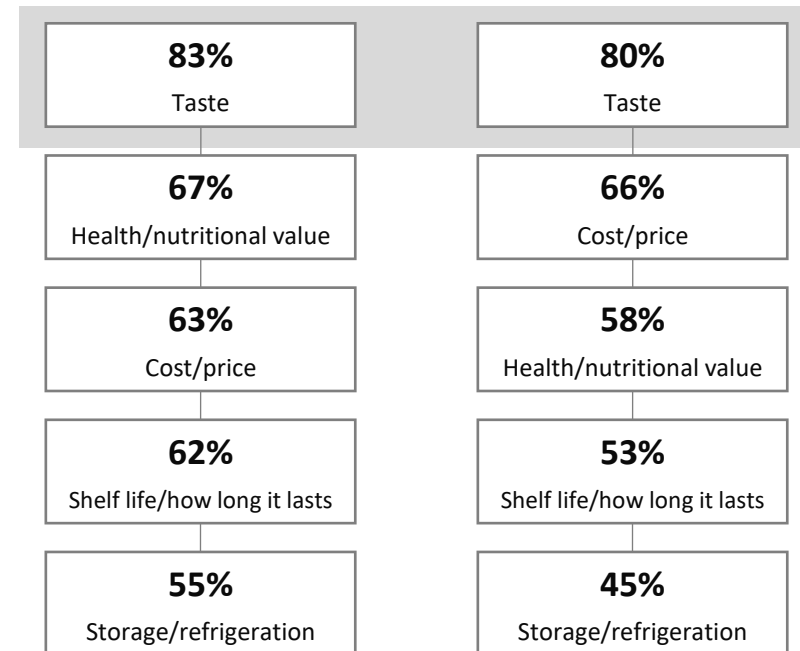 83%
Taste
67%
Health/nutritional value
63%
Cost/price
62%
Shelf life/how long it lasts
55%
Storage/refrigeration
80%
Taste
66%
Cost/price
58%
Health/nutritional value
53%
Shelf life/how long it lasts
45%
Storage/refrigeration